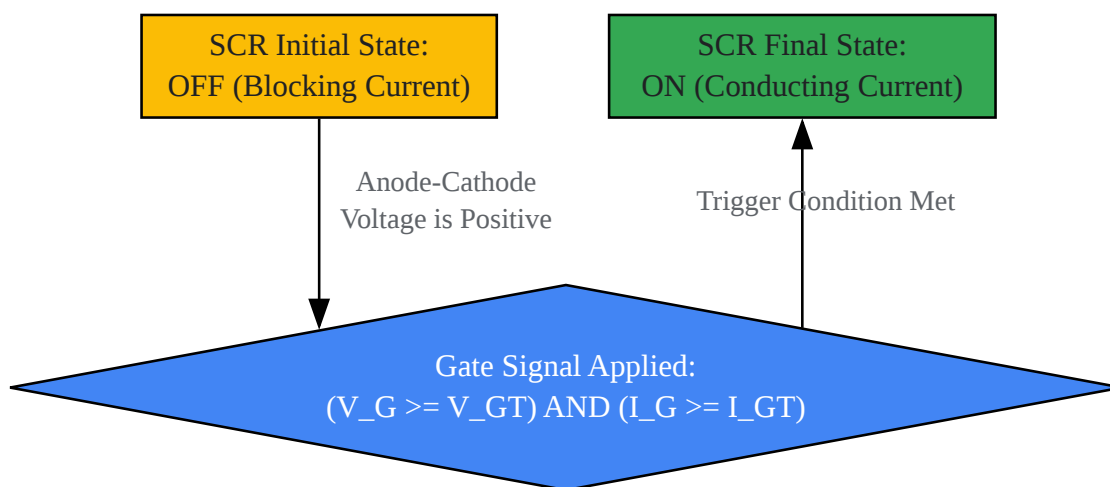 SCR Initial State:
OFF (Blocking Current)
SCR Final State:
ON (Conducting Current)
Anode-Cathode
Voltage is Positive
Trigger Condition Met
Gate Signal Applied:
(V_G >= V_GT) AND (I_G >= I_GT)